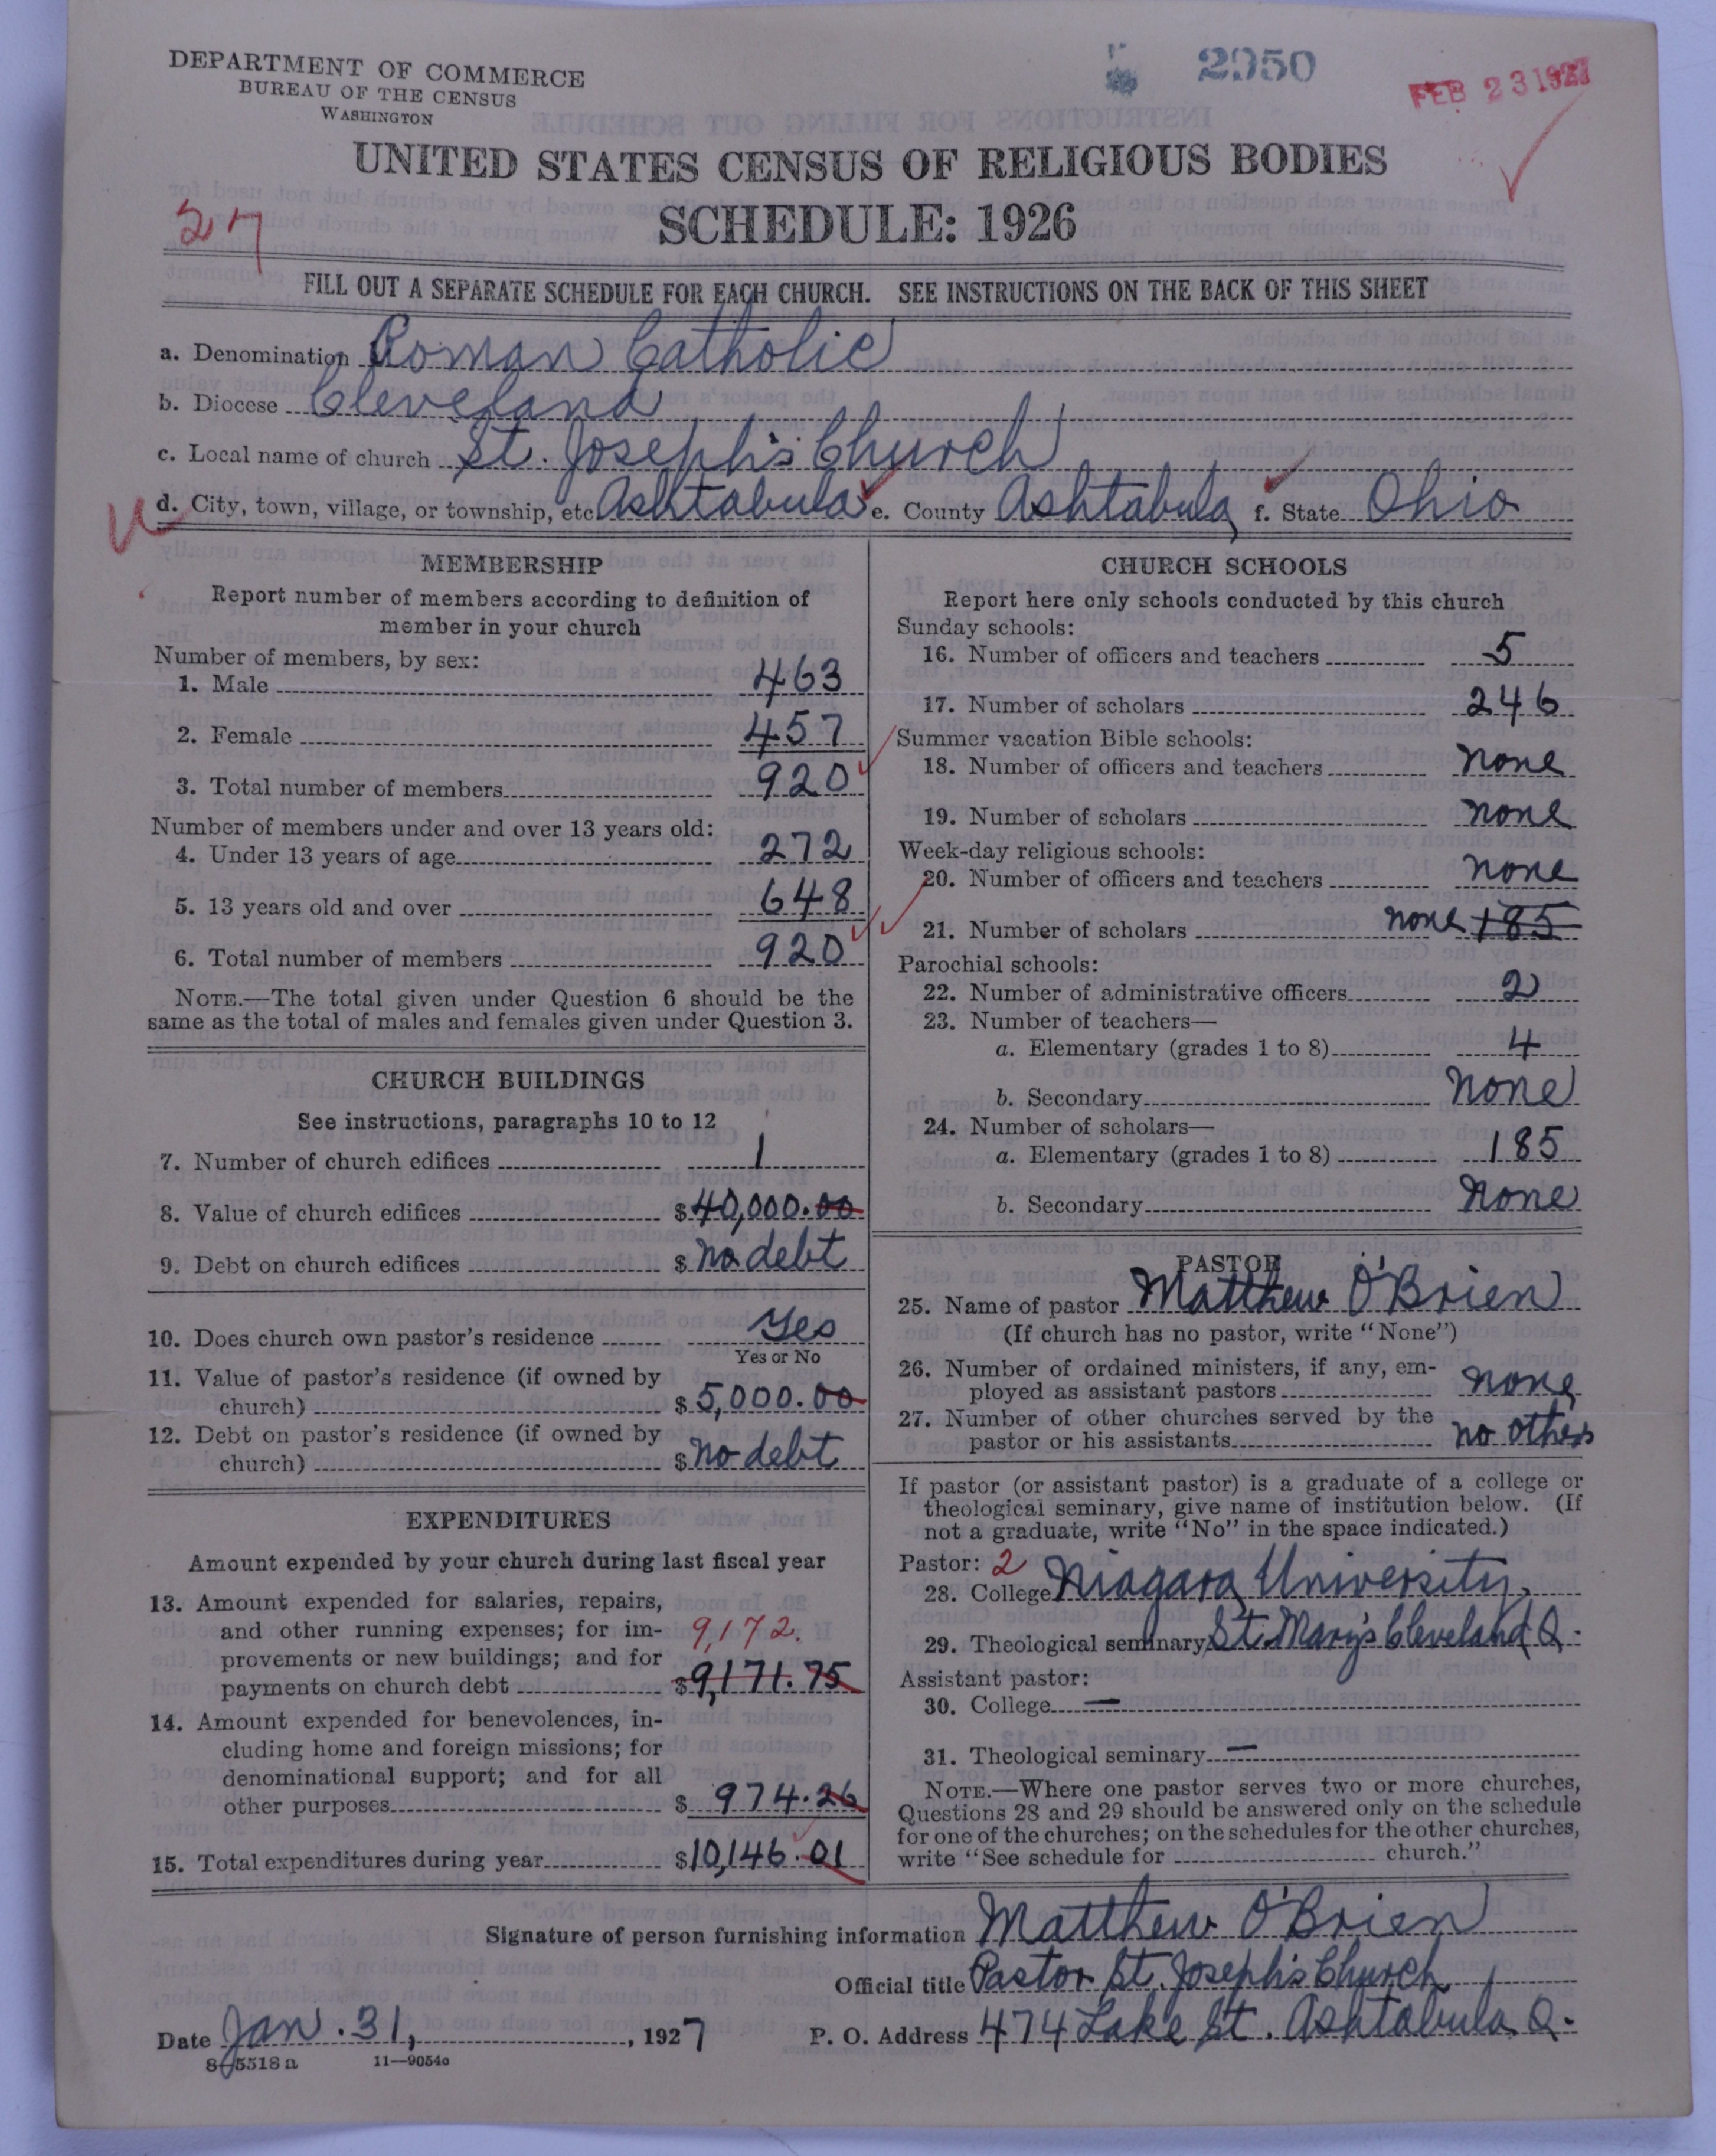 DEPARTMENT OF COMMERCE
BUREAU OF THE CENSUS
WASHINGTON
2950
FEB 23 1927
UNITED STATES CENSUS OF RELIGIOUS BODIES
SCHEDULE: 1926
27
FILL OUT A SEPARATE SCHEDULE FOR EACH CHURCH. SEE INSTRUCTIONS ON THE BACK OF THIS SHEET
a. Denomination Roman Catholic
b. Diocese Cleveland
c. Local name of church St. Joseph's Church
d. City, town, village, or township, etc. Ashtabula e. County Ashtabula f. State Ohio
MEMBERSHIP
Report number of members according to definition of
member in your church
Number of members, by sex:
1. Male 463
2. Female 457
3. Total number of members 920
Number of members under and over 13 years old:
4. Under 13 years of age 272
5. 13 years old and over 648
6. Total number of members 920
NOTE.—The total given under Question 6 should be the
same as the total of males and females given under Question 3.
CHURCH BUILDINGS
See instructions, paragraphs 10 to 12
7. Number of church edifices 1
8. Value of church edifices $40,000.00
9. Debt on church edifices $ no debt
10. Does church own pastor's residence Yes
Yes or No
11. Value of pastor's residence (if owned by
church) $5,000.00
12. Debt on pastor's residence (if owned by
church) $ no debt
EXPENDITURES
Amount expended by your church during last fiscal year
13. Amount expended for salaries, repairs,
and other running expenses; for im- 9,172.
provements or new buildings; and for
payments on church debt $9,171.75
14. Amount expended for benevolences, in-
cluding home and foreign missions; for
denominational support; and for all
other purposes $ 974.26
15. Total expenditures during year $10,146.01
CHURCH SCHOOLS
Report here only schools conducted by this church
Sunday schools:
16. Number of officers and teachers 5
17. Number of scholars 246
Summer vacation Bible schools:
18. Number of officers and teachers none
19. Number of scholars none
Week-day religious schools:
20. Number of officers and teachers none
21. Number of scholars none 185
Parochial schools:
22. Number of administrative officers 2
23. Number of teachers—
a. Elementary (grades 1 to 8) 4
b. Secondary none
24. Number of scholars—
a. Elementary (grades 1 to 8) 185
b. Secondary none
PASTOR
25. Name of pastor Matthew O'Brien
(If church has no pastor, write "None")
26. Number of ordained ministers, if any, em-
ployed as assistant pastors none
27. Number of other churches served by the
pastor or his assistants no others
If pastor (or assistant pastor) is a graduate of a college or
theological seminary, give name of institution below. (If
not a graduate, write "No" in the space indicated.)
Pastor: 2
28. College Niagara University,
29. Theological seminary St. Mary's Cleveland O.
Assistant pastor:
30. College —
31. Theological seminary —
NOTE.—Where one pastor serves two or more churches,
Questions 28 and 29 should be answered only on the schedule
for one of the churches; on the schedules for the other churches,
write "See schedule for church."
Signature of person furnishing information Matthew O'Brien
Official title Pastor St. Joseph's Church
Date Jan. 31, 1927 P. O. Address 474 Lake St. Ashtabula O.
8-5518 a 11—9054a